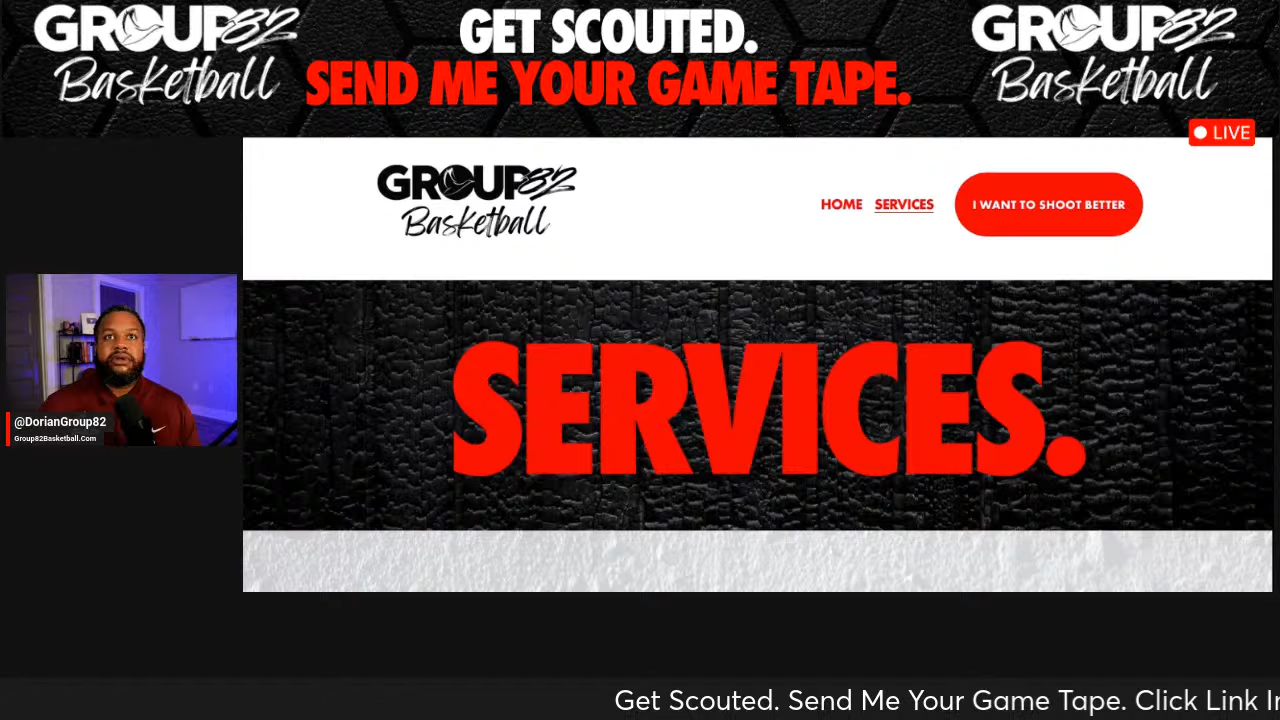 GROUP82
Basketball
GET SCOUTED.
SEND ME YOUR GAME TAPE.
GROUP82
Basketball
LIVE
GROUP82
Basketball
HOME SERVICES I WANT TO SHOOT BETTER
SERVICES.
@DorianGroup82
Group82Basketball.Com
Get Scouted. Send Me Your Game Tape. Click Link In